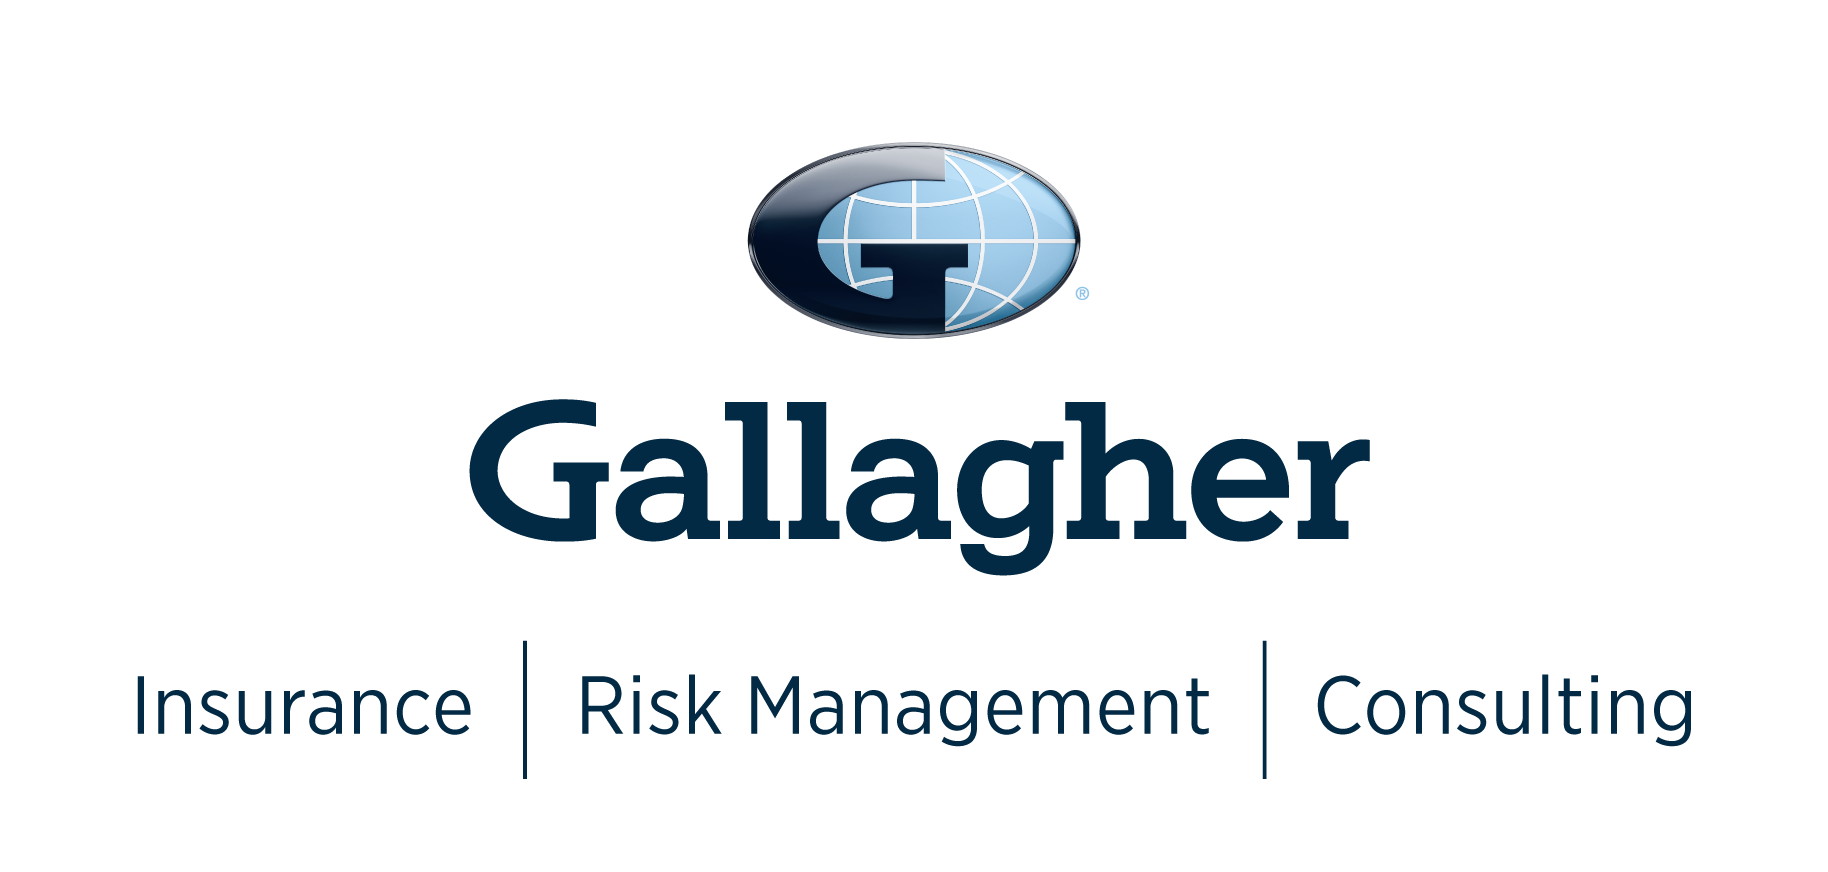 G
®
Gallagher
Insurance | Risk Management | Consulting